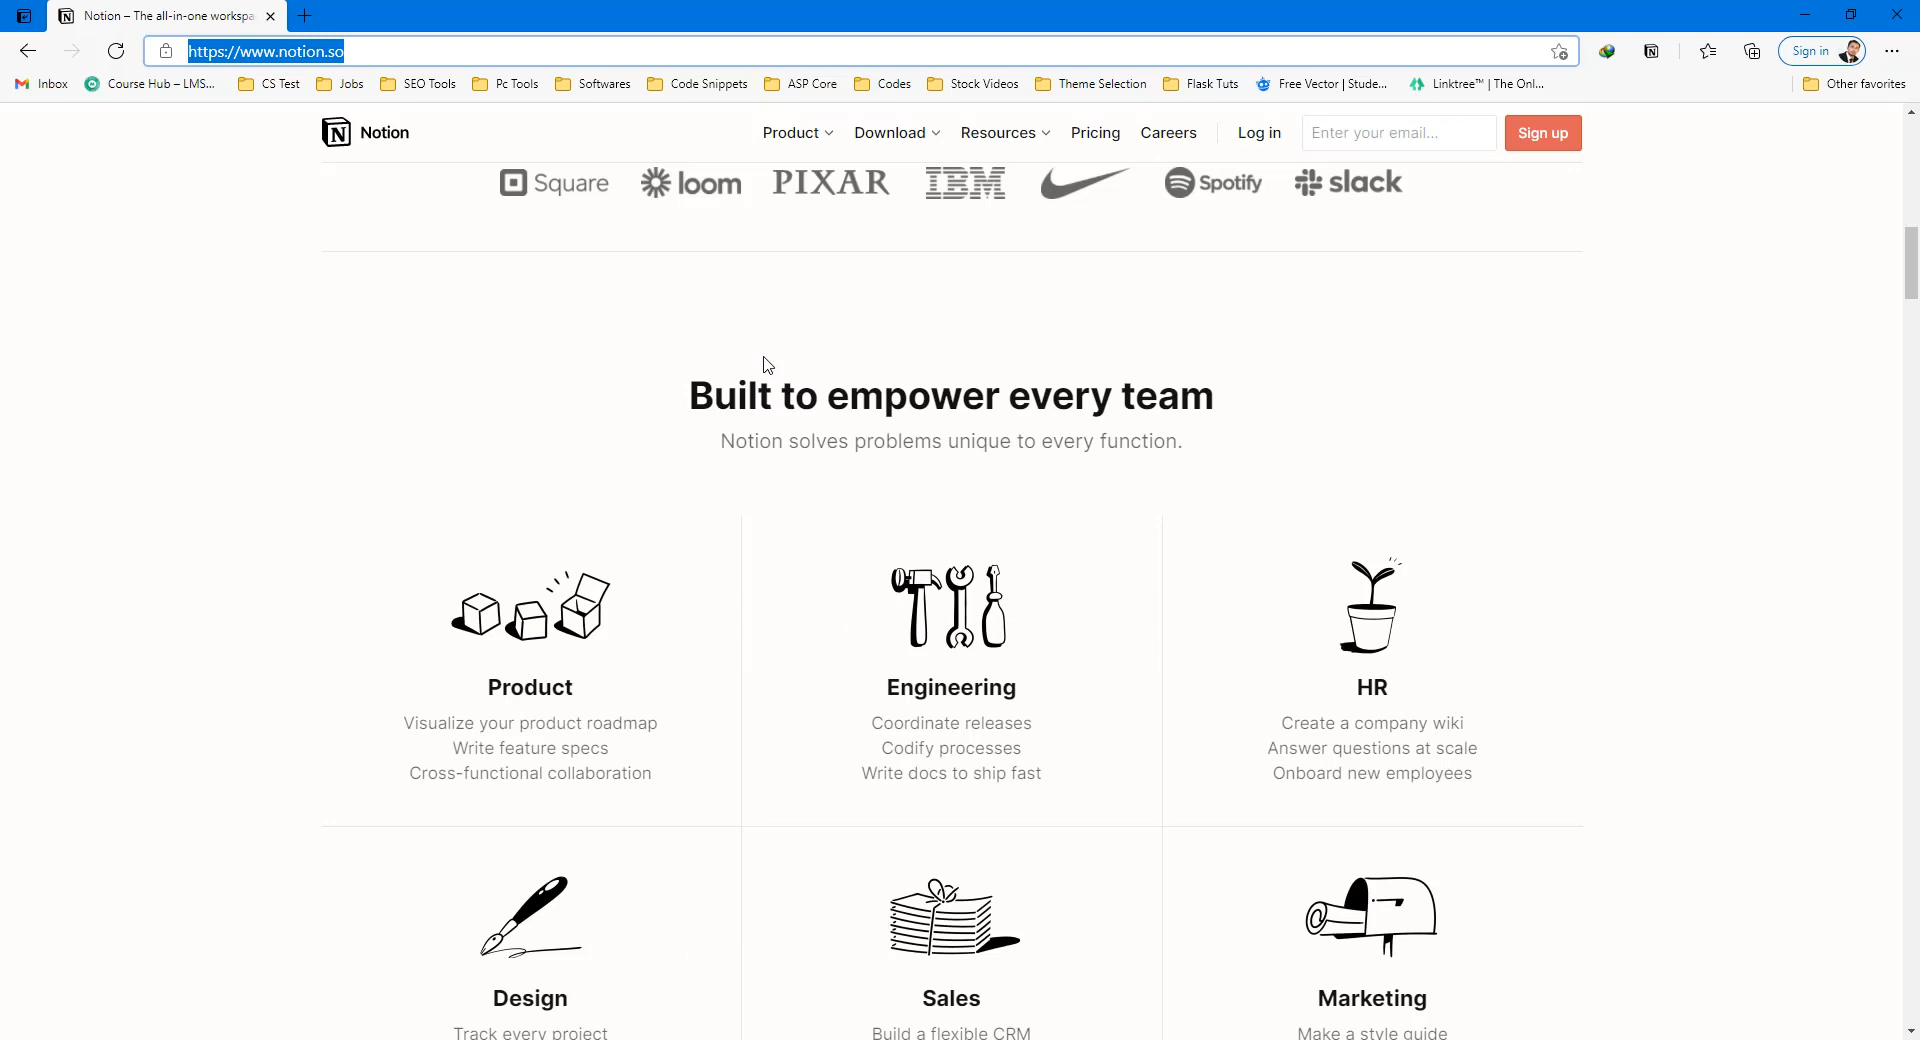 Notion – The all-in-one workspa
https://www.notion.so
Sign in
Inbox
Course Hub – LMS...
CS Test
Jobs
SEO Tools
Pc Tools
Softwares
Code Snippets
ASP Core
Codes
Stock Videos
Theme Selection
Flask Tuts
Free Vector | Stude...
Linktree™ | The Onl...
Other favorites
Notion
Product
Download
Resources
Pricing
Careers
Log in
Enter your email...
Sign up
Square
loom
PIXAR
IBM
Spotify
slack
Built to empower every team
Notion solves problems unique to every function.
Product
Visualize your product roadmap
Write feature specs
Cross-functional collaboration
Engineering
Coordinate releases
Codify processes
Write docs to ship fast
HR
Create a company wiki
Answer questions at scale
Onboard new employees
Design
Track every project
Sales
Build a flexible CRM
Marketing
Make a style guide